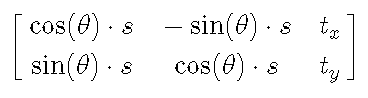 cos(θ) · s  − sin(θ) · s  t_x
sin(θ) · s  cos(θ) · s  t_y